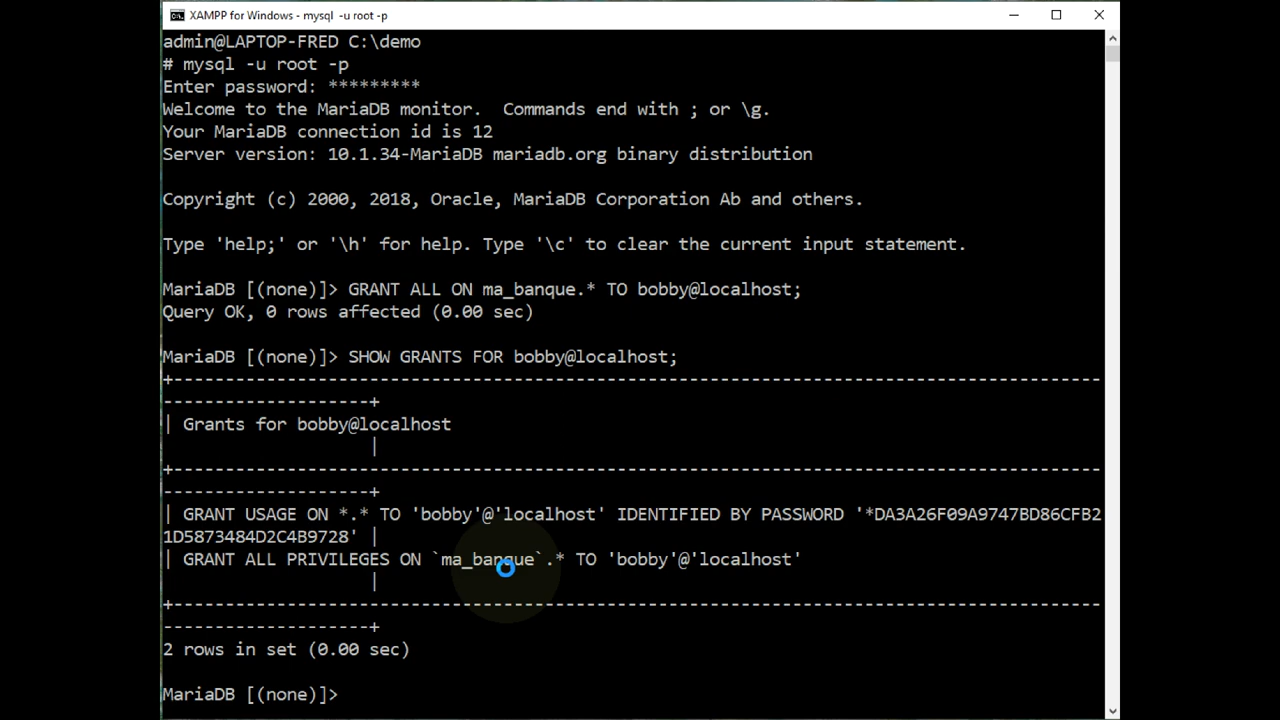 XAMPP for Windows - mysql -u root -p
admin@LAPTOP-FRED C:\demo
# mysql -u root -p
Enter password: *********
Welcome to the MariaDB monitor.  Commands end with ; or \g.
Your MariaDB connection id is 12
Server version: 10.1.34-MariaDB mariadb.org binary distribution
Copyright (c) 2000, 2018, Oracle, MariaDB Corporation Ab and others.
Type 'help;' or '\h' for help. Type '\c' to clear the current input statement.
MariaDB [(none)]> GRANT ALL ON ma_banque.* TO bobby@localhost;
Query OK, 0 rows affected (0.00 sec)
MariaDB [(none)]> SHOW GRANTS FOR bobby@localhost;
+------------------------------------------------------------------------------------------
--------------------+
| Grants for bobby@localhost
|
+------------------------------------------------------------------------------------------
--------------------+
| GRANT USAGE ON *.* TO 'bobby'@'localhost' IDENTIFIED BY PASSWORD '*DA3A26F09A9747BD86CFB2
1D5873484D2C4B9728' |
| GRANT ALL PRIVILEGES ON `ma_banque`.* TO 'bobby'@'localhost'
|
+------------------------------------------------------------------------------------------
--------------------+
2 rows in set (0.00 sec)
MariaDB [(none)]>